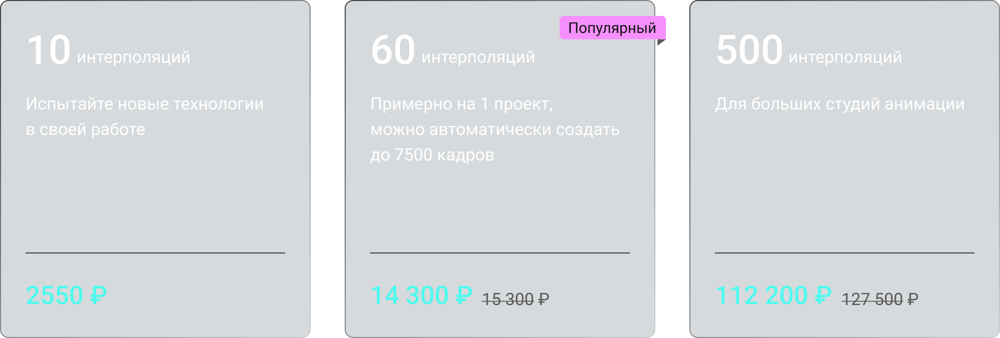 10 интерполяций
Испытайте новые технологии
в своей работе
2550 ₽
Популярный
60 интерполяций
Примерно на 1 проект,
можно автоматически создать
до 7500 кадров
14 300 ₽ 15 300 ₽
500 интерполяций
Для больших студий анимации
112 200 ₽ 127 500 ₽